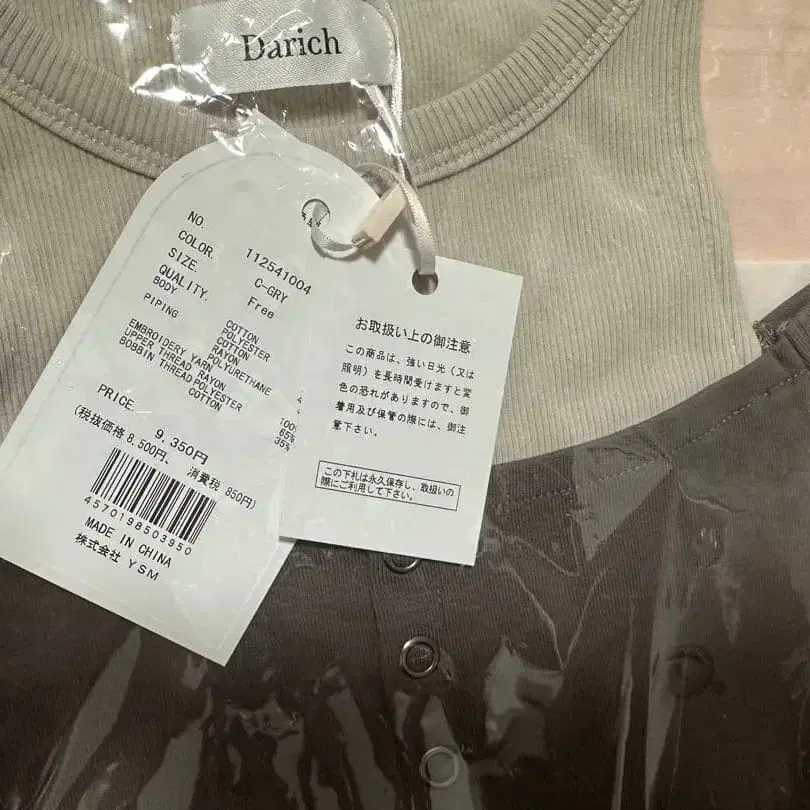 Darich
NO. 112541004
COLOR. C-GRY
SIZE. Free
QUALITY.
BODY COTTON
POLYESTER
PIPING COTTON
RAYON
POLYURETHANE
EMBROIDERY YARN
UPPER THREAD RAYON 100%
BOBBIN THREAD POLYESTER 65%
COTTON 35%
PRICE. 9,350円
(税抜価格 8,500円、 消費税 850円)
4570198503950
MADE IN CHINA
株式会社 YSM
お取扱い上の御注意
この商品は、強い日光(又は
照明)を長時間受けますと変
色の恐れがありますので、御
着用及び保管の際には、御注
意下さい。
この下札は永久保存し、取扱いの
際にご利用して下さい。